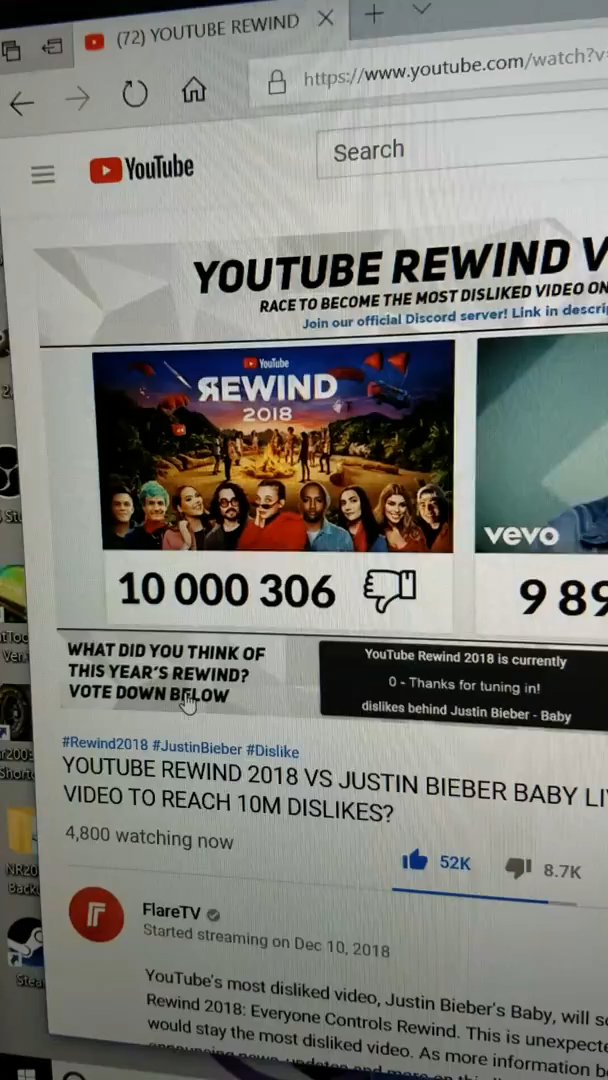 (72) YOUTUBE REWIND
https://www.youtube.com/watch?v=
YouTube
Search
YOUTUBE REWIND V
RACE TO BECOME THE MOST DISLIKED VIDEO ON
Join our official Discord server! Link in descri
YouTube
REWIND
2018
vevo
10 000 306
9 89
WHAT DID YOU THINK OF
THIS YEAR'S REWIND?
VOTE DOWN BELOW
YouTube Rewind 2018 is currently
0 - Thanks for tuning in!
dislikes behind Justin Bieber - Baby
#Rewind2018 #JustinBieber #Dislike
YOUTUBE REWIND 2018 VS JUSTIN BIEBER BABY LI
VIDEO TO REACH 10M DISLIKES?
4,800 watching now
52K
8.7K
FlareTV
Started streaming on Dec 10, 2018
YouTube's most disliked video, Justin Bieber's Baby, will s
Rewind 2018: Everyone Controls Rewind. This is unexpect
would stay the most disliked video. As more information b